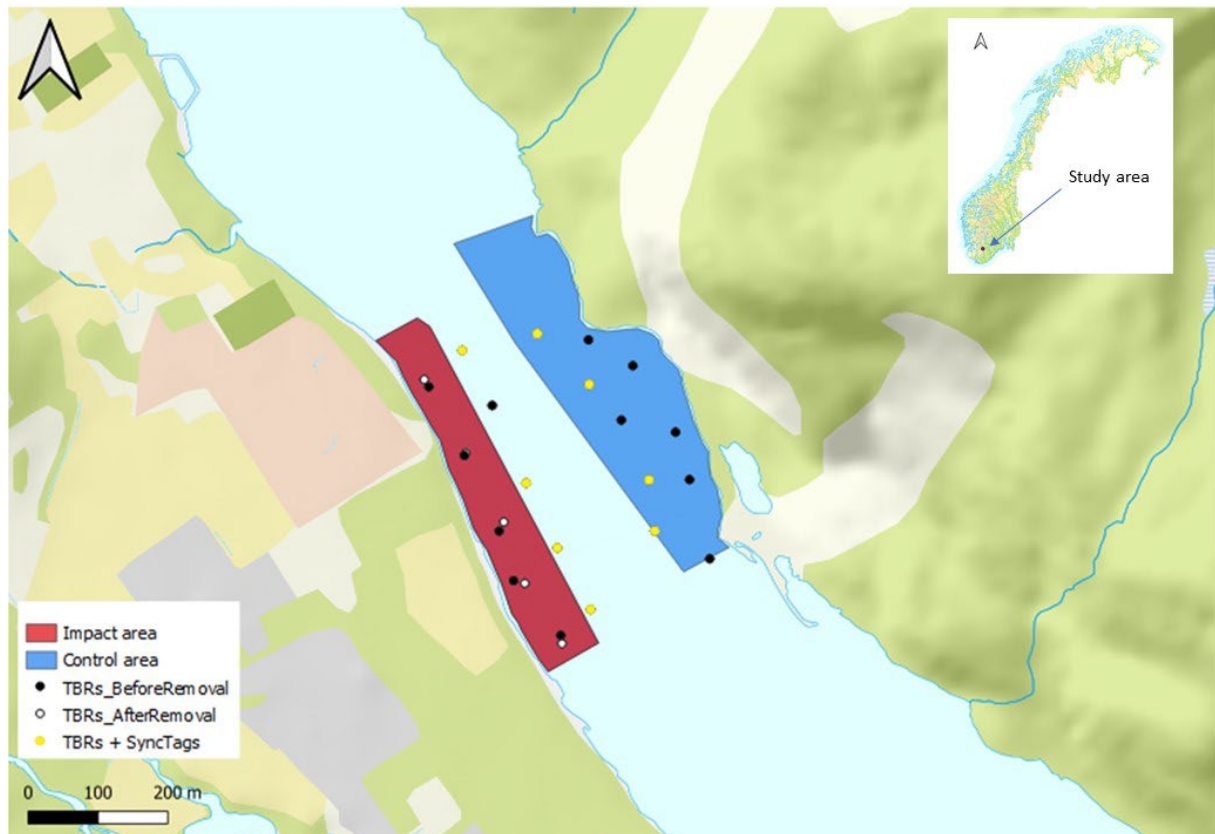 Study area
Impact area
Control area
TBRs_BeforeRemoval
TBRs_AfterRemoval
TBRs + SyncTags
0 100 200 m